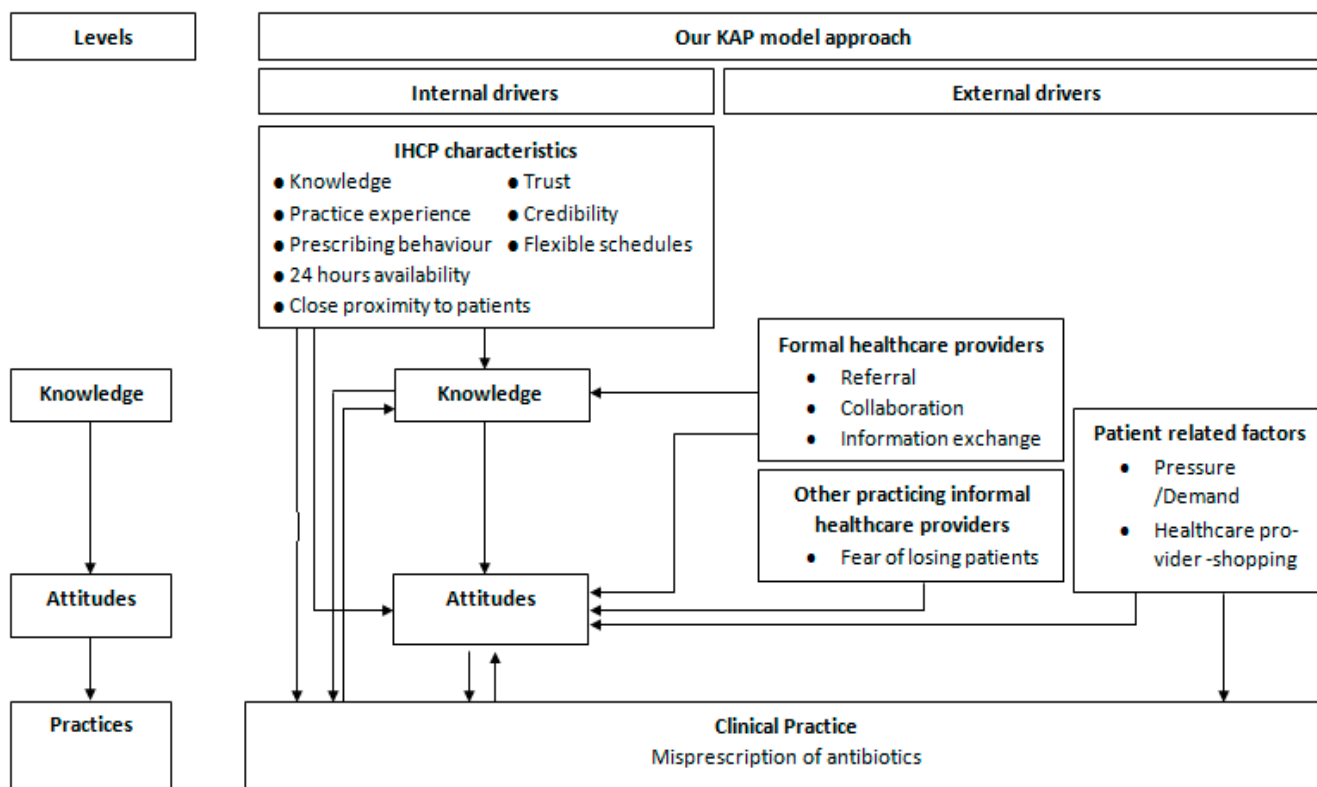 Levels
Our KAP model approach
Internal drivers
External drivers
IHCP characteristics
● Knowledge
● Trust
● Practice experience
● Credibility
● Prescribing behaviour
● Flexible schedules
● 24 hours availability
● Close proximity to patients
Formal healthcare providers
● Referral
● Collaboration
● Information exchange
Knowledge
Knowledge
Patient related factors
● Pressure
/Demand
● Healthcare pro-
vider -shopping
Other practicing informal
healthcare providers
● Fear of losing patients
Attitudes
Attitudes
Practices
Clinical Practice
Misprescription of antibiotics